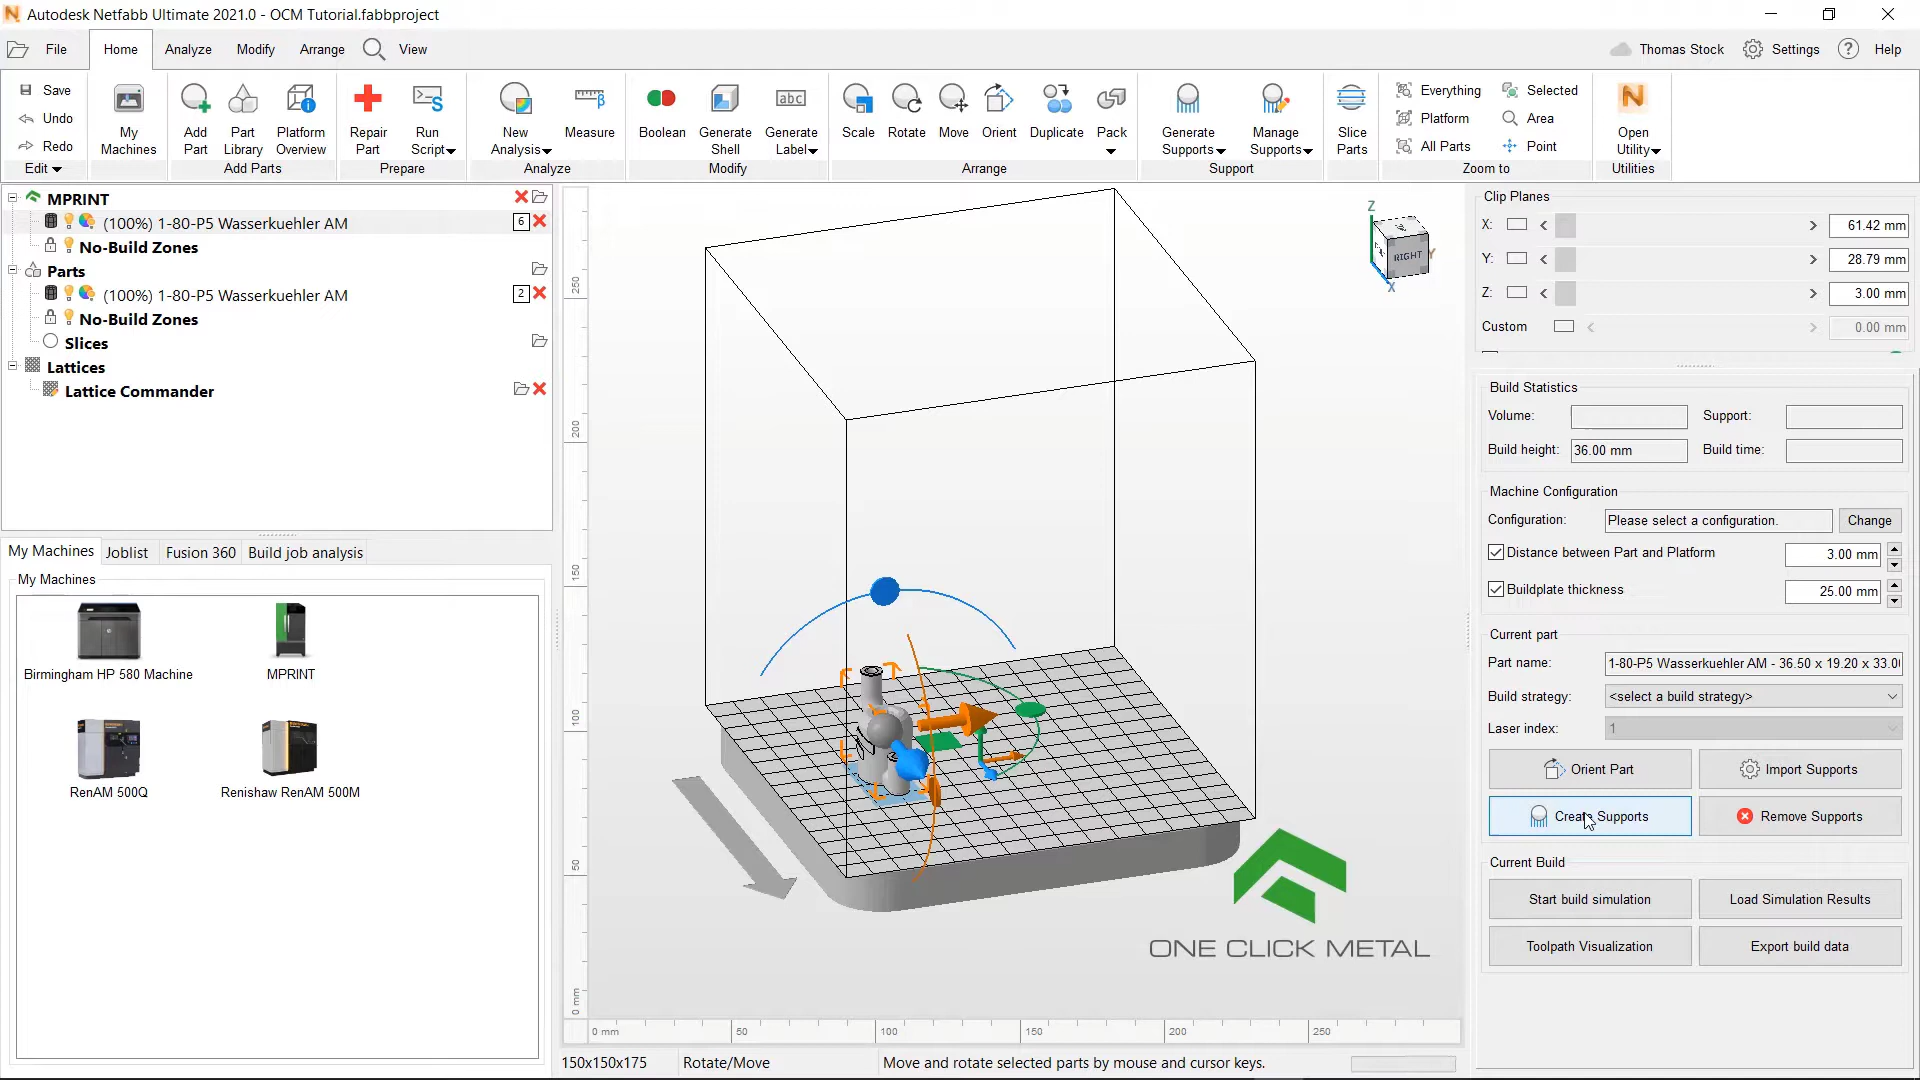 Autodesk Netfabb Ultimate 2021.0 - OCM Tutorial.fabbproject
File Home Analyze Modify Arrange View Thomas Stock Settings Help
Save
Undo
Redo
Edit
My Machines
Add Part
Part Library
Platform Overview
Add Parts
Repair Part
Run Script
Prepare
New Analysis
Measure
Analyze
Boolean
Generate Shell
Generate Label
Modify
abc
Scale
Rotate
Move
Orient
Duplicate
Pack
Arrange
Generate Supports
Manage Supports
Support
Slice Parts
Everything
Platform
All Parts
Selected
Area
Point
Zoom to
Open Utility
Utilities
MPRINT
(100%) 1-80-P5 Wasserkuehler AM 6
No-Build Zones
Parts
(100%) 1-80-P5 Wasserkuehler AM 2
No-Build Zones
Slices
Lattices
Lattice Commander
My Machines Joblist Fusion 360 Build job analysis
My Machines
Birmingham HP 580 Machine
MPRINT
RenAM 500Q
Renishaw RenAM 500M
250
200
150
100
50
0 mm
Z
RIGHT
Y
X
ONE CLICK METAL
0 mm 50 100 150 200 250
150x150x175 Rotate/Move Move and rotate selected parts by mouse and cursor keys.
Clip Planes
X: < > 61.42 mm
Y: < > 28.79 mm
Z: < > 3.00 mm
Custom < > 0.00 mm
Build Statistics
Volume: Support:
Build height: 36.00 mm Build time:
Machine Configuration
Configuration: Please select a configuration. Change
Distance between Part and Platform 3.00 mm
Buildplate thickness 25.00 mm
Current part
Part name: 1-80-P5 Wasserkuehler AM - 36.50 x 19.20 x 33.0
Build strategy: <select a build strategy>
Laser index: 1
Orient Part Import Supports
Create Supports Remove Supports
Current Build
Start build simulation Load Simulation Results
Toolpath Visualization Export build data